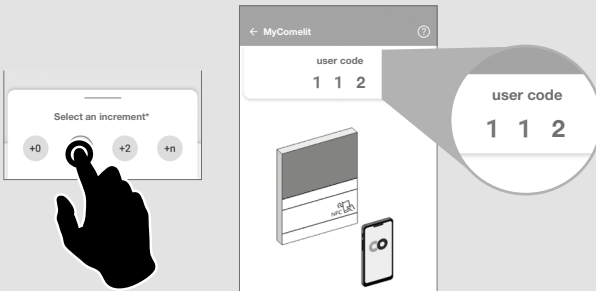 Select an increment*
+0 +2 +n
← MyComelit ?
user code
1 1 2
NFC
user code
1 1 2